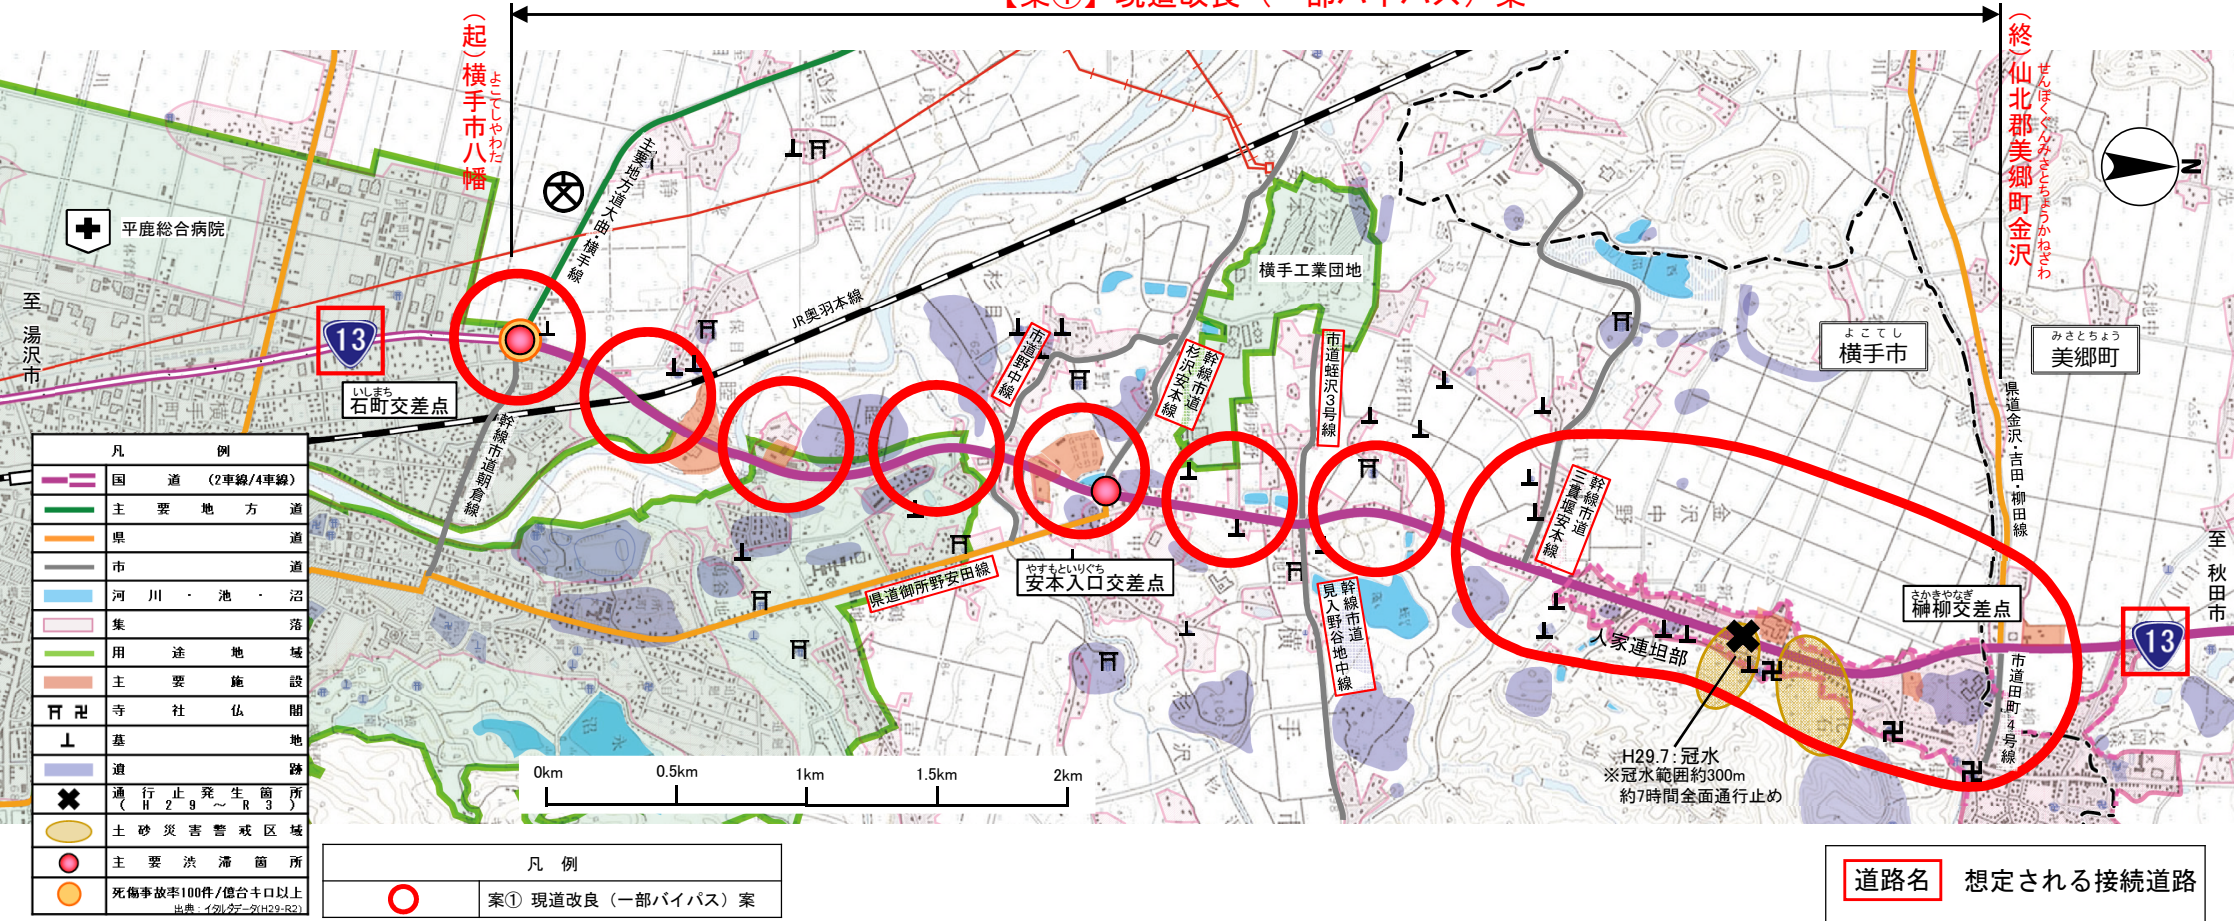 【案①】現道改良（一部バイパス）案
（起）横手市八幡
よこてしやわた
（終）仙北郡美郷町金沢
せんぼくぐんみさとちょうかねざわ
N
平鹿総合病院
至 湯沢市
13
いしまち
石町交差点
主要地方道大曲・横手線
JR奥羽本線
幹線市道朝倉線
市道野中線
幹線市道
杉沢安本線
横手工業団地
市道蛭沢3号線
やすもといりぐち
安本入口交差点
県道御所野安田線
幹線市道
見入野谷地中線
幹線市道
三貫堰安本線
よこてし
横手市
みさとちょう
美郷町
県道金沢・吉田・柳田線
さかきやなぎ
榊柳交差点
至 秋田市
13
市道田町4号線
人家連坦部
H29.7：冠水
※冠水範囲約300m
約7時間全面通行止め
0km
0.5km
1km
1.5km
2km
凡例
国道（2車線/4車線）
主要地方道
県道
市道
河川・池・沼
集落
用途地域
主要施設
寺社仏閣
墓地
遺跡
通行止発生箇所
（H29～R3）
土砂災害警戒区域
主要渋滞箇所
死傷事故率100件/億台キロ以上
出典：イタルダデータ(H29-R2)
凡 例
案① 現道改良（一部バイパス）案
道路名
想定される接続道路